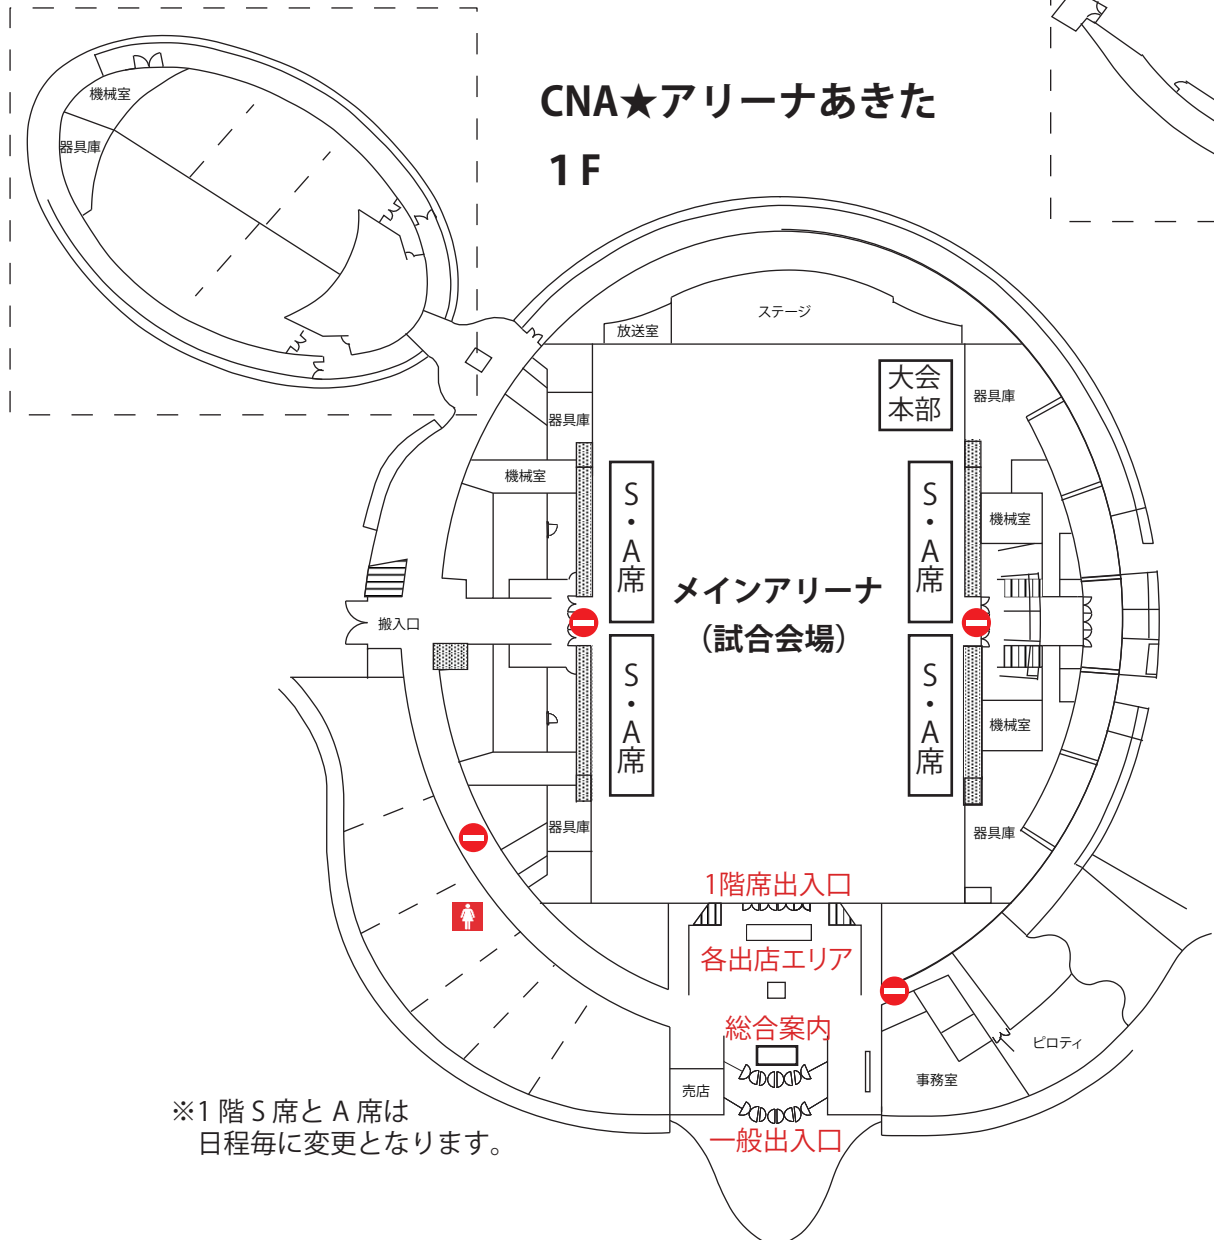 CNA★アリーナあきた
1F
機械室
器具庫
放送室
ステージ
大会
本部
器具庫
器具庫
機械室
S・A席
S・A席
機械室
メインアリーナ
（試合会場）
搬入口
S・A席
S・A席
機械室
器具庫
器具庫
1階席出入口
各出店エリア
総合案内
ピロティ
事務室
売店
一般出入口
※1階S席とA席は
日程毎に変更となります。